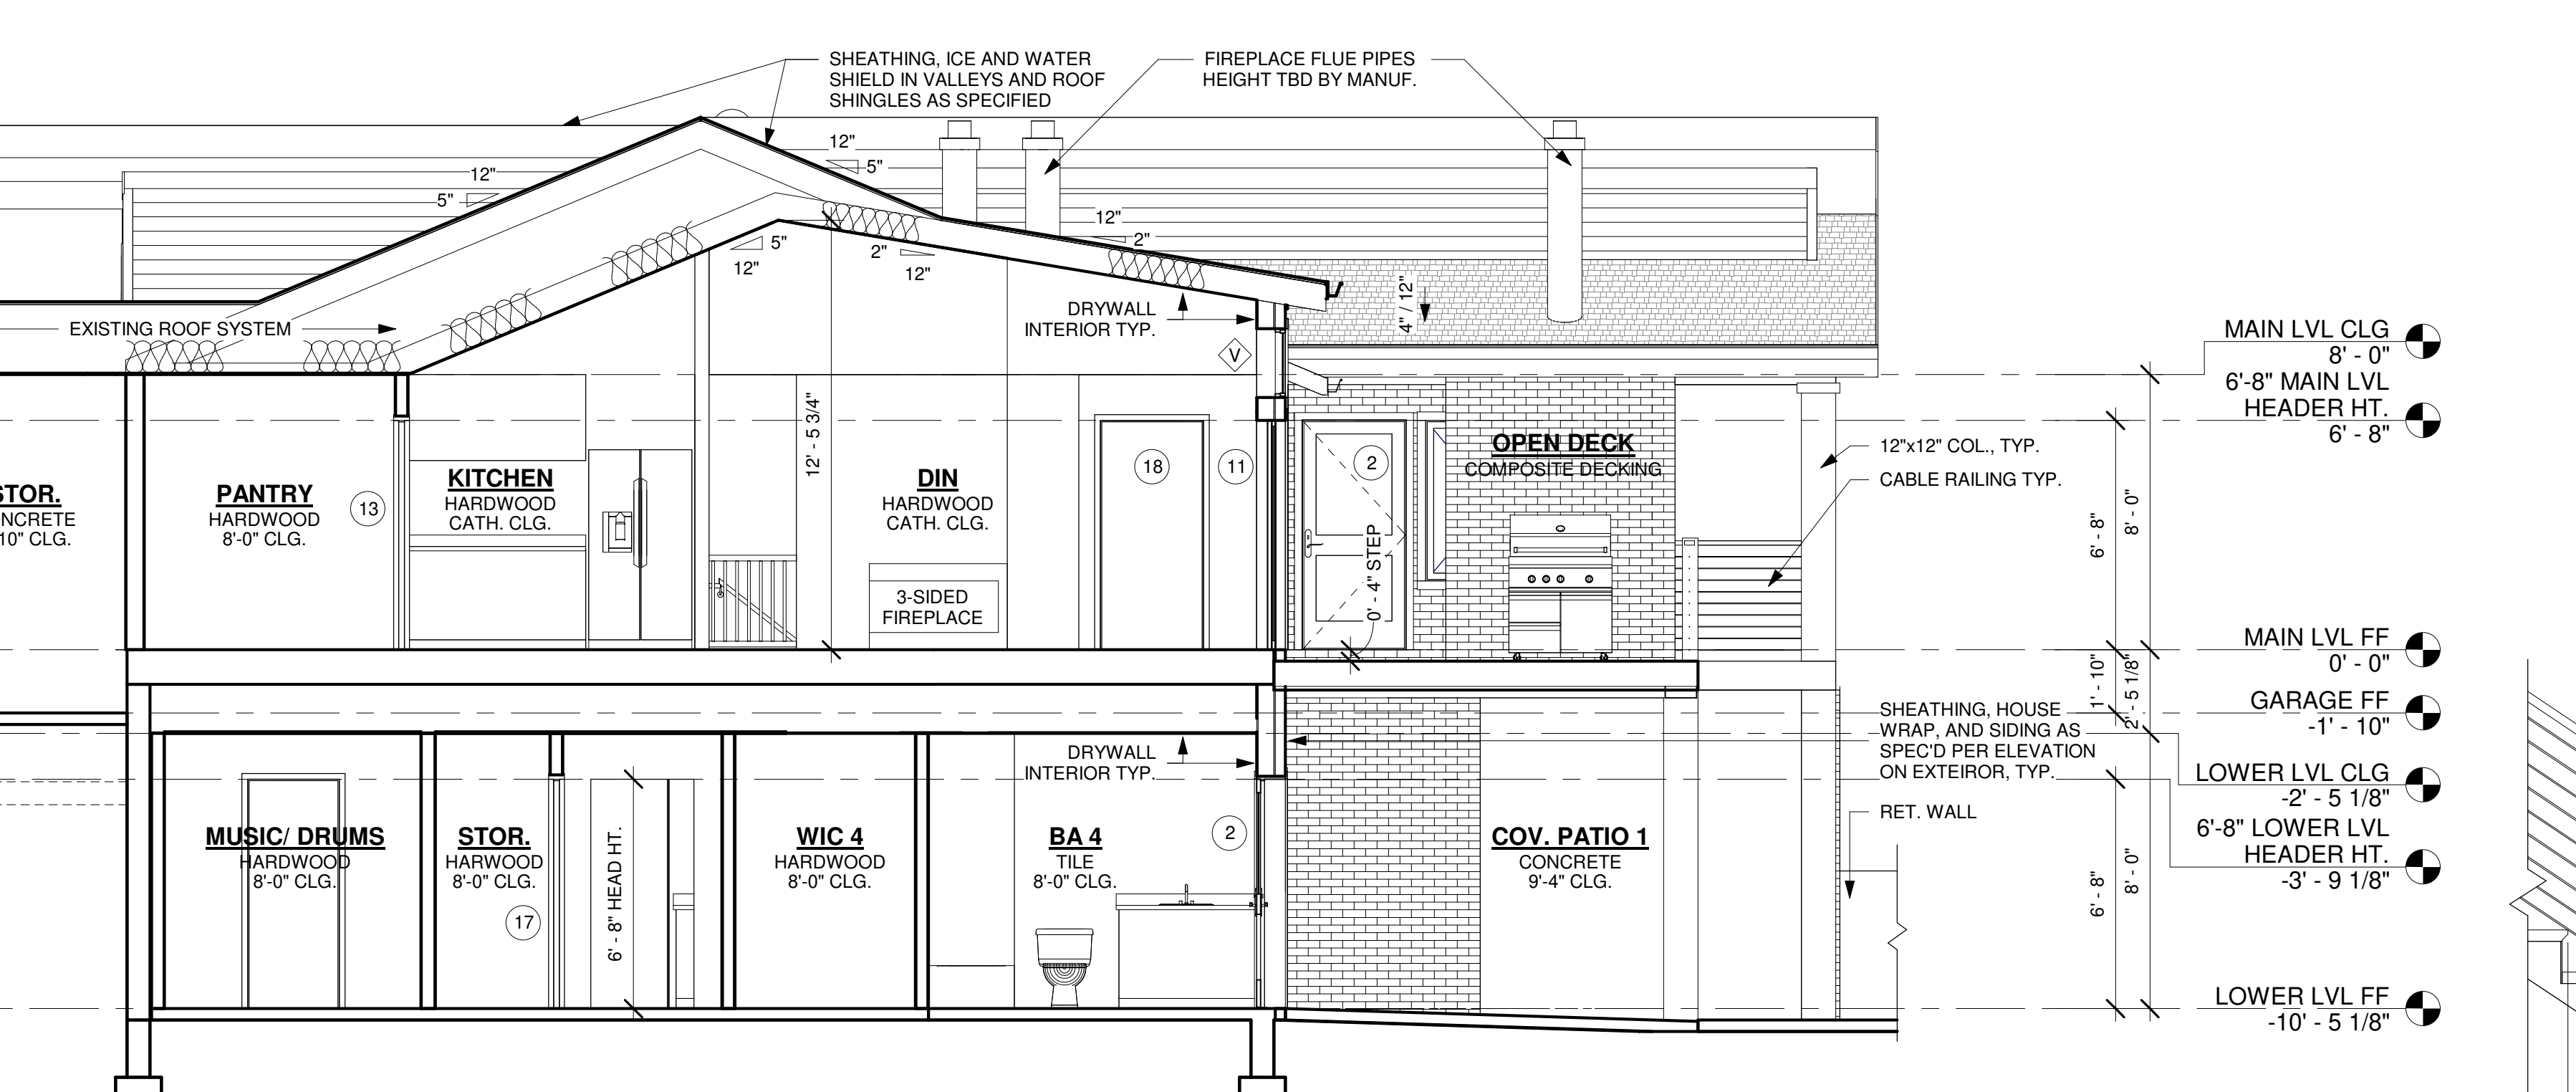 SHEATHING, ICE AND WATER
SHIELD IN VALLEYS AND ROOF
SHINGLES AS SPECIFIED
FIREPLACE FLUE PIPES
HEIGHT TBD BY MANUF.
12"
5"
12"
5"
12"
2"
5"
12"
2"
12"
EXISTING ROOF SYSTEM
DRYWALL
INTERIOR TYP.
V
4" / 12"
MAIN LVL CLG
8' - 0"
6'-8" MAIN LVL
HEADER HT.
6' - 8"
STOR.
NCRETE
10" CLG.
PANTRY
HARDWOOD
8'-0" CLG.
13
KITCHEN
HARDWOOD
CATH. CLG.
12' - 5 3/4"
DIN
HARDWOOD
CATH. CLG.
3-SIDED
FIREPLACE
18
11
2
0' - 4" STEP
OPEN DECK
COMPOSITE DECKING
12"x12" COL., TYP.
CABLE RAILING TYP.
6' - 8"
8' - 0"
MAIN LVL FF
0' - 0"
1' - 10"
2' - 5 1/8"
GARAGE FF
-1' - 10"
SHEATHING, HOUSE
WRAP, AND SIDING AS
SPEC'D PER ELEVATION
ON EXTEIROR, TYP.
DRYWALL
INTERIOR TYP.
LOWER LVL CLG
-2' - 5 1/8"
RET. WALL
6'-8" LOWER LVL
HEADER HT.
-3' - 9 1/8"
MUSIC/ DRUMS
HARDWOOD
8'-0" CLG.
STOR.
HARWOOD
8'-0" CLG.
17
6' - 8" HEAD HT.
WIC 4
HARDWOOD
8'-0" CLG.
BA 4
TILE
8'-0" CLG.
2
COV. PATIO 1
CONCRETE
9'-4" CLG.
6' - 8"
8' - 0"
LOWER LVL FF
-10' - 5 1/8"